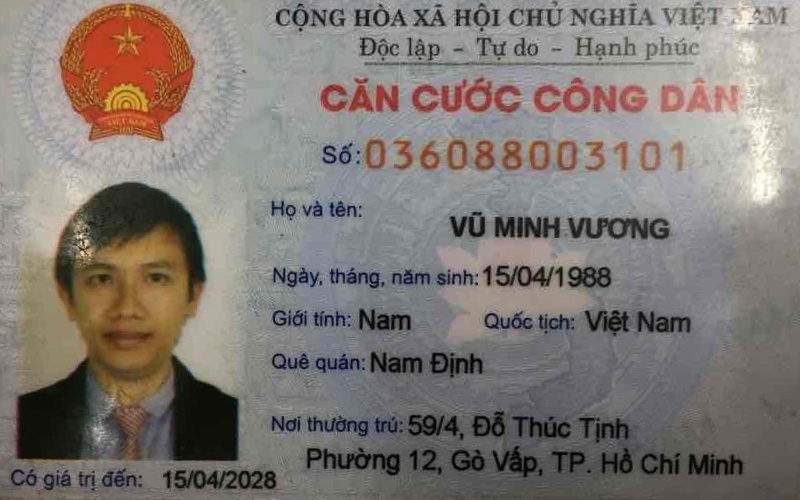 CỘNG HÒA XÃ HỘI CHỦ NGHĨA VIỆT NAM
Độc lập - Tự do - Hạnh phúc
CĂN CƯỚC CÔNG DÂN
Số: 036088003101
Họ và tên: VŨ MINH VƯƠNG
Ngày, tháng, năm sinh: 15/04/1988
Giới tính: Nam Quốc tịch: Việt Nam
Quê quán: Nam Định
Nơi thường trú: 59/4, Đỗ Thúc Tịnh
Phường 12, Gò Vấp, TP. Hồ Chí Minh
Có giá trị đến: 15/04/2028
VIỆT NAM